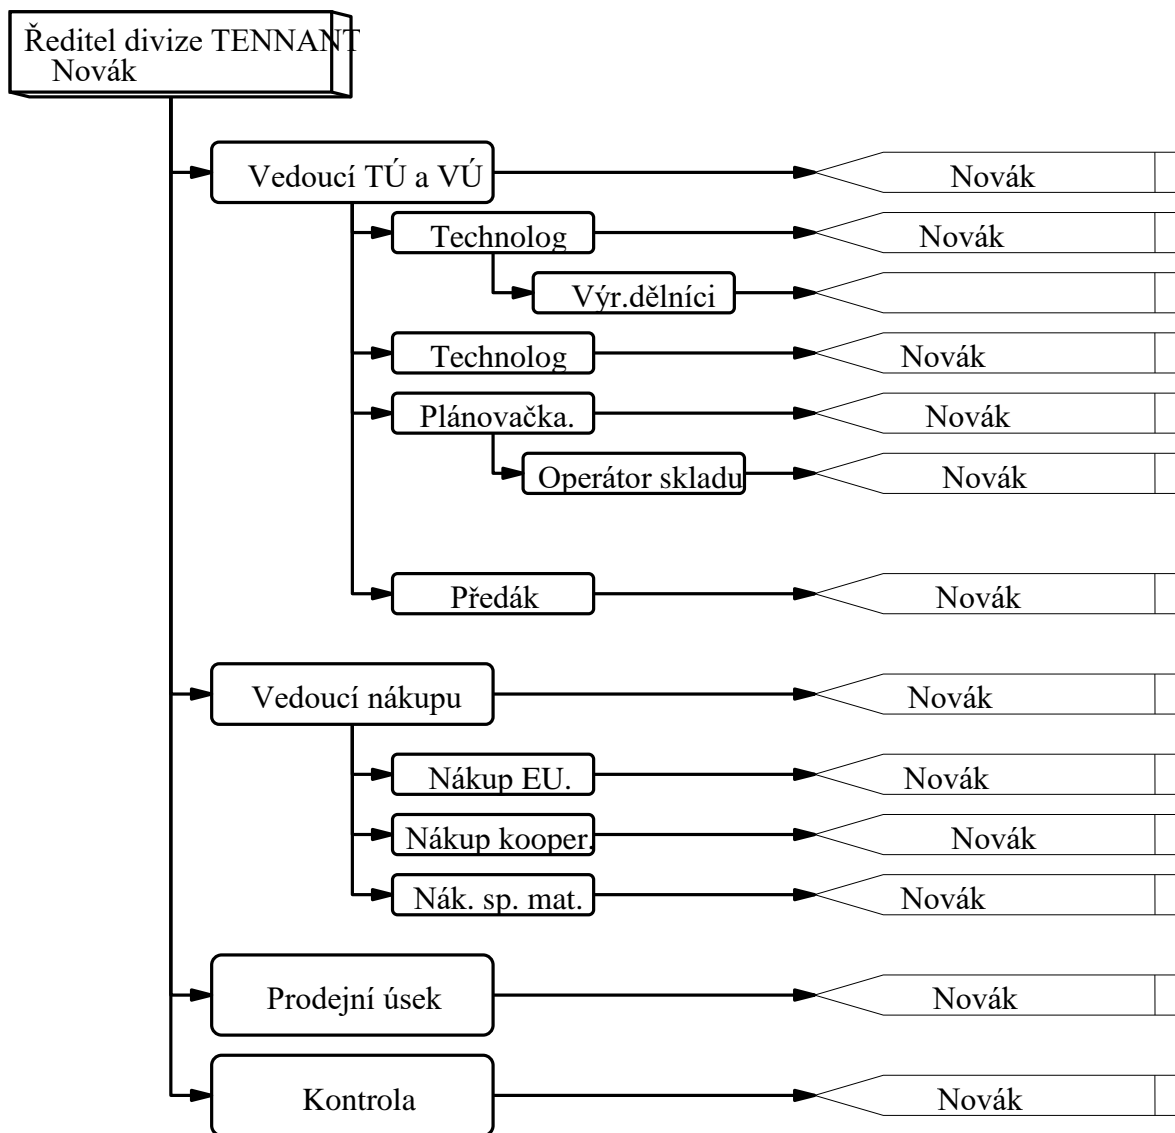 Ředitel divize TENNANT
Novák
Vedoucí TÚ a VÚ Novák
Technolog Novák
Výr.dělníci
Technolog Novák
Plánovačka. Novák
Operátor skladu Novák
Předák Novák
Vedoucí nákupu Novák
Nákup EU. Novák
Nákup kooper. Novák
Nák. sp. mat. Novák
Prodejní úsek Novák
Kontrola Novák